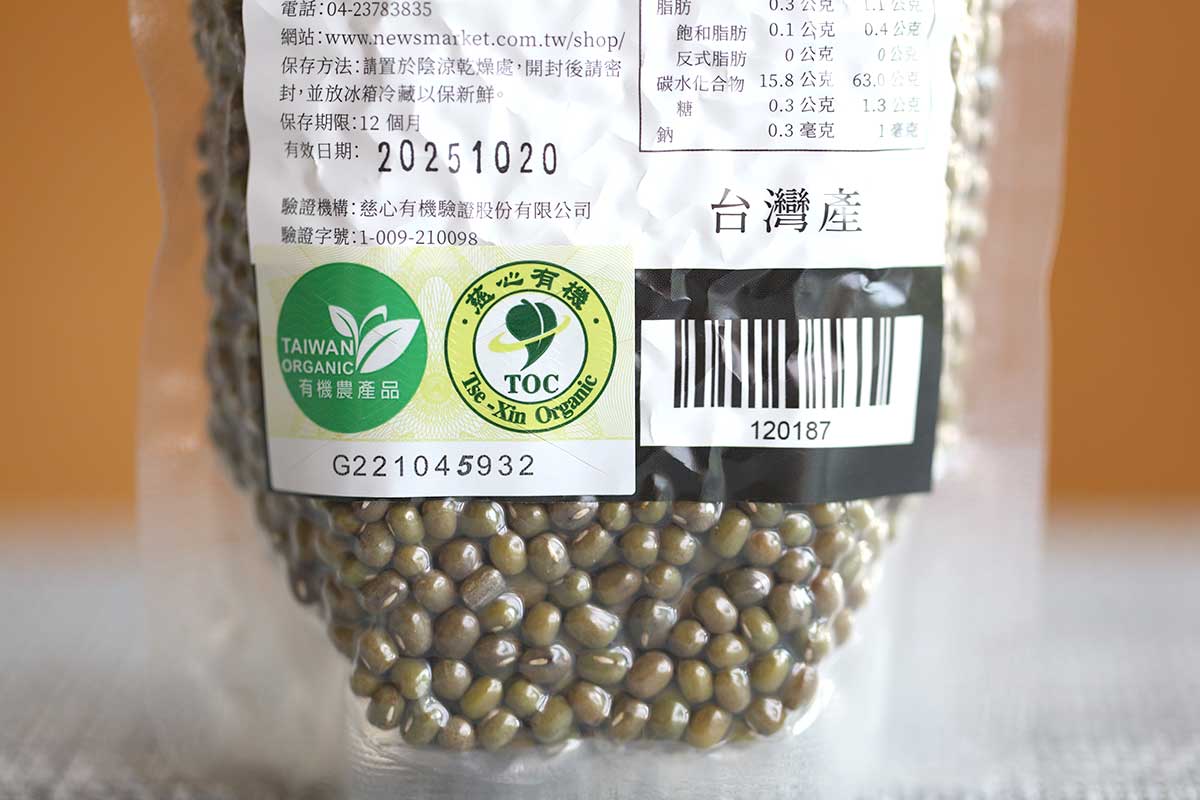 電話：04-23783835
網站：www.newsmarket.com.tw/shop/
保存方法：請置於陰涼乾燥處，開封後請密
封，並放冰箱冷藏以保新鮮。
保存期限：12 個月
有效日期： 20251020
驗證機構：慈心有機驗證股份有限公司
驗證字號：1-009-210098
脂肪 0.3 公克 1.1 公克
飽和脂肪 0.1 公克 0.4 公克
反式脂肪 0 公克 0 公克
碳水化合物 15.8 公克 63.0 公克
糖 0.3 公克 1.3 公克
鈉 0.3 毫克 1 毫克
台灣產
TAIWAN
ORGANIC
有機農產品
慈心有機
TOC
Tse-Xin Organic
G221045932
120187